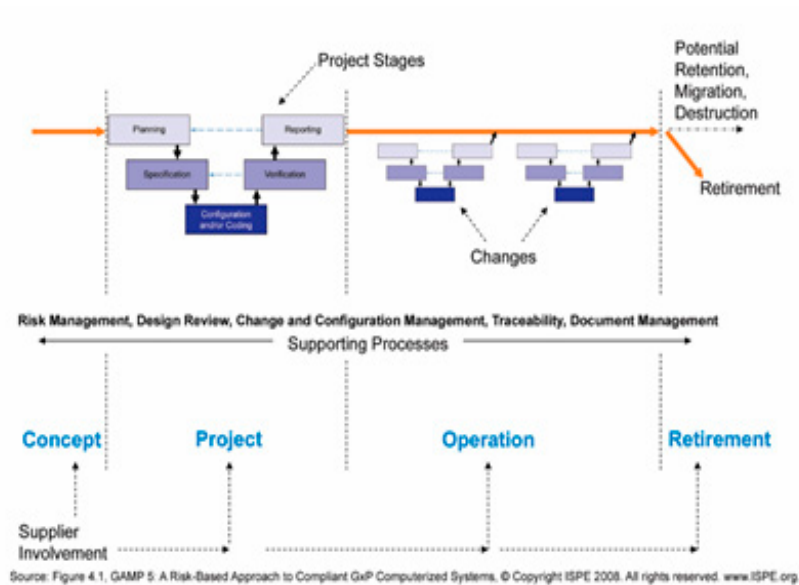 Project Stages
Potential
Retention,
Migration,
Destruction
Planning
Reporting
Specification
Verification
Configuration
and/or Coding
Retirement
Changes
Risk Management, Design Review, Change and Configuration Management, Traceability, Document Management
Supporting Processes
Concept
Project
Operation
Retirement
Supplier
Involvement
Source: Figure 4.1, GAMP 5: A Risk-Based Approach to Compliant GxP Computerized Systems, © Copyright ISPE 2008. All rights reserved. www.ISPE.org